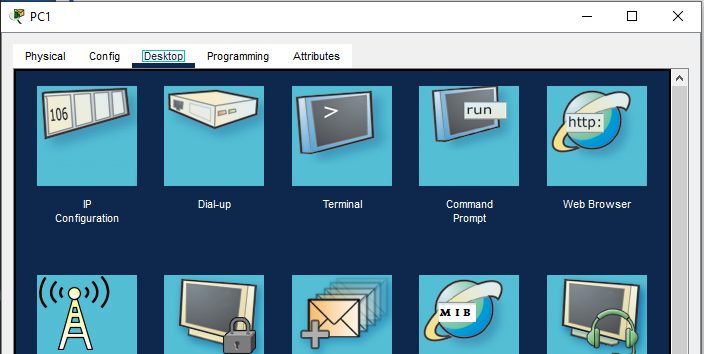 PC1
Physical Config Desktop Programming Attributes
106
>
run
http:
IP
Configuration
Dial-up
Terminal
Command
Prompt
Web Browser
MIB